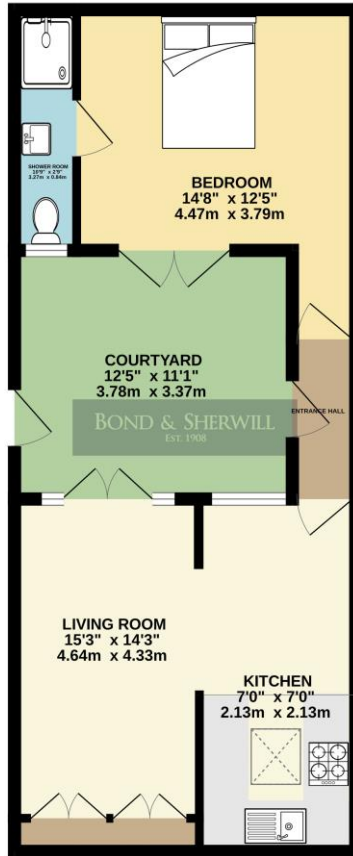 SHOWER ROOM
10'9" x 2'9"
3.27m x 0.84m
BEDROOM
14'8" x 12'5"
4.47m x 3.79m
COURTYARD
12'5" x 11'1"
3.78m x 3.37m
ENTRANCE HALL
BOND & SHERWILL
EST. 1908
LIVING ROOM
15'3" x 14'3"
4.64m x 4.33m
KITCHEN
7'0" x 7'0"
2.13m x 2.13m